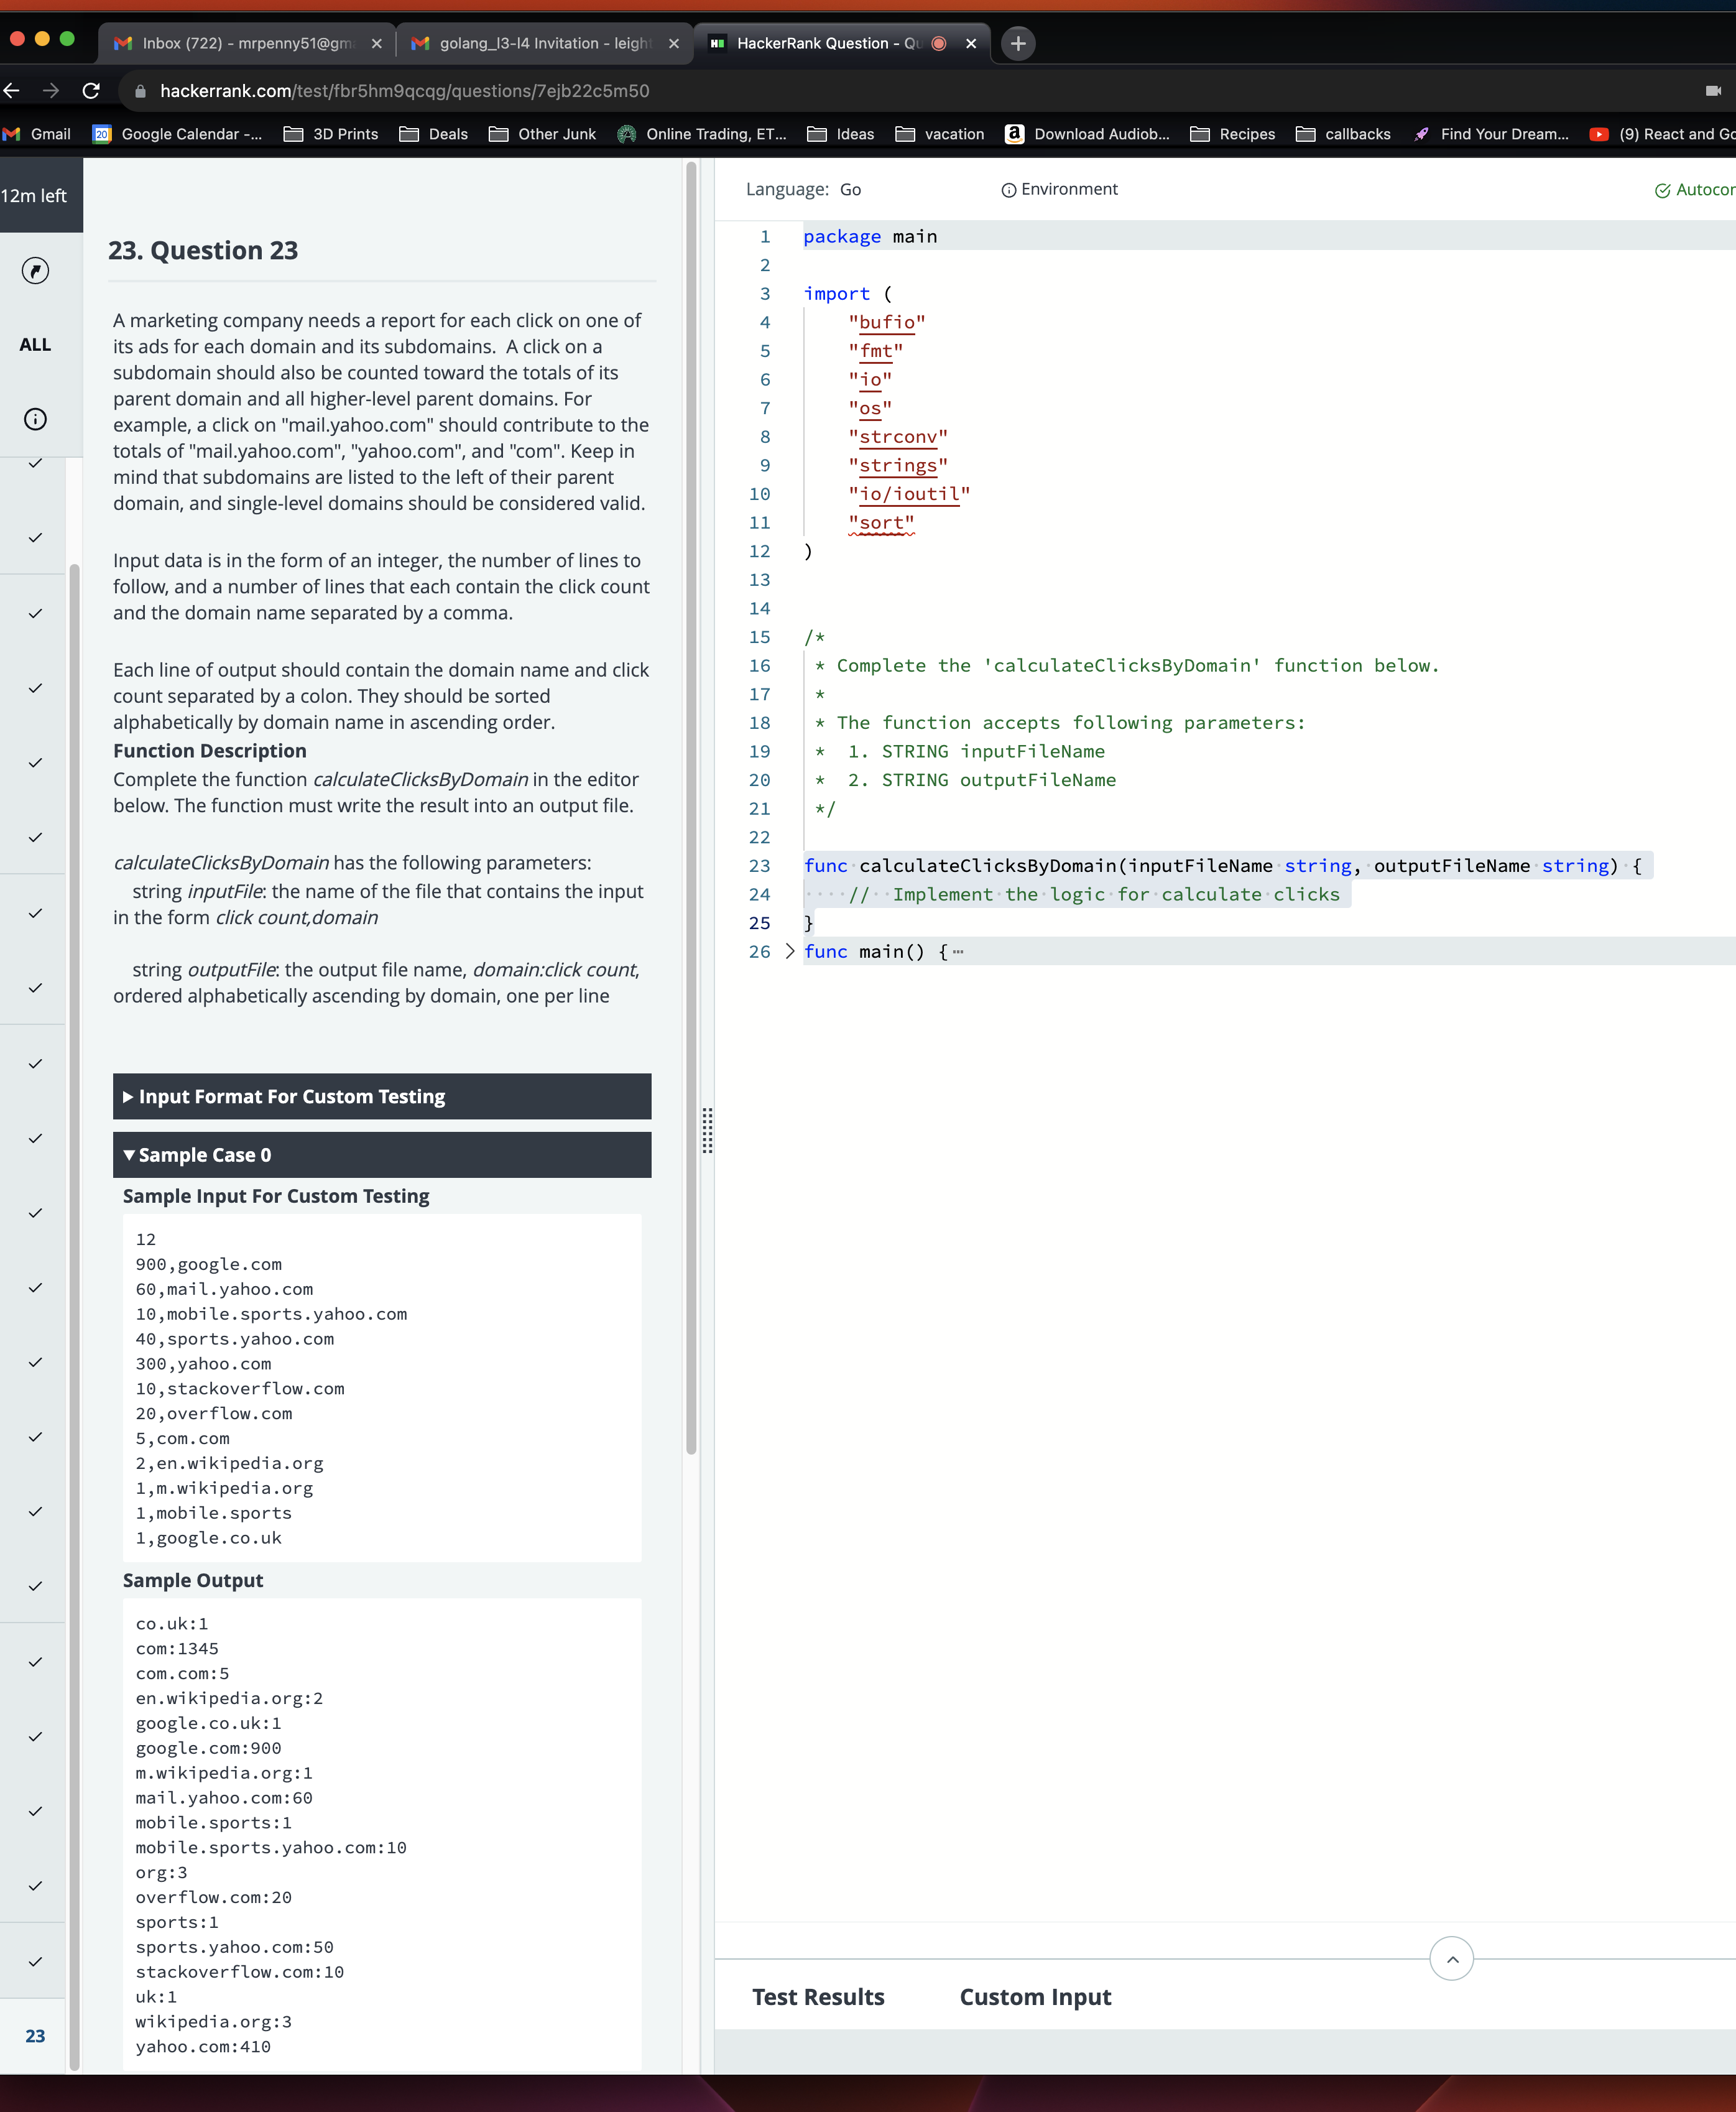 Inbox (722) - mrpenny51@gm
golang_l3-l4 Invitation - leight
HackerRank Question - Qu
hackerrank.com/test/fbr5hm9qcqg/questions/7ejb22c5m50
Gmail
20 Google Calendar -...
3D Prints
Deals
Other Junk
Online Trading, ET...
Ideas
vacation
a Download Audiob...
Recipes
callbacks
Find Your Dream...
(9) React and Go
12m left
ALL
23
23. Question 23
A marketing company needs a report for each click on one of
its ads for each domain and its subdomains.  A click on a
subdomain should also be counted toward the totals of its
parent domain and all higher-level parent domains. For
example, a click on "mail.yahoo.com" should contribute to the
totals of "mail.yahoo.com", "yahoo.com", and "com". Keep in
mind that subdomains are listed to the left of their parent
domain, and single-level domains should be considered valid.
Input data is in the form of an integer, the number of lines to
follow, and a number of lines that each contain the click count
and the domain name separated by a comma.
Each line of output should contain the domain name and click
count separated by a colon. They should be sorted
alphabetically by domain name in ascending order.
Function Description
Complete the function calculateClicksByDomain in the editor
below. The function must write the result into an output file.
calculateClicksByDomain has the following parameters:
string inputFile: the name of the file that contains the input
in the form click count,domain
string outputFile: the output file name, domain:click count,
ordered alphabetically ascending by domain, one per line
Input Format For Custom Testing
Sample Case 0
Sample Input For Custom Testing
12
900,google.com
60,mail.yahoo.com
10,mobile.sports.yahoo.com
40,sports.yahoo.com
300,yahoo.com
10,stackoverflow.com
20,overflow.com
5,com.com
2,en.wikipedia.org
1,m.wikipedia.org
1,mobile.sports
1,google.co.uk
Sample Output
co.uk:1
com:1345
com.com:5
en.wikipedia.org:2
google.co.uk:1
google.com:900
m.wikipedia.org:1
mail.yahoo.com:60
mobile.sports:1
mobile.sports.yahoo.com:10
org:3
overflow.com:20
sports:1
sports.yahoo.com:50
stackoverflow.com:10
uk:1
wikipedia.org:3
yahoo.com:410
Language: Go
Environment
Autocom
1 package main
2
3 import (
4 "bufio"
5 "fmt"
6 "io"
7 "os"
8 "strconv"
9 "strings"
10 "io/ioutil"
11 "sort"
12 )
13
14
15 /*
16 * Complete the 'calculateClicksByDomain' function below.
17 *
18 * The function accepts following parameters:
19 *  1. STRING inputFileName
20 *  2. STRING outputFileName
21 */
22
23 func calculateClicksByDomain(inputFileName string, outputFileName string) {
24 //  Implement the logic for calculate clicks
25 }
26 func main() {⋯
Test Results
Custom Input